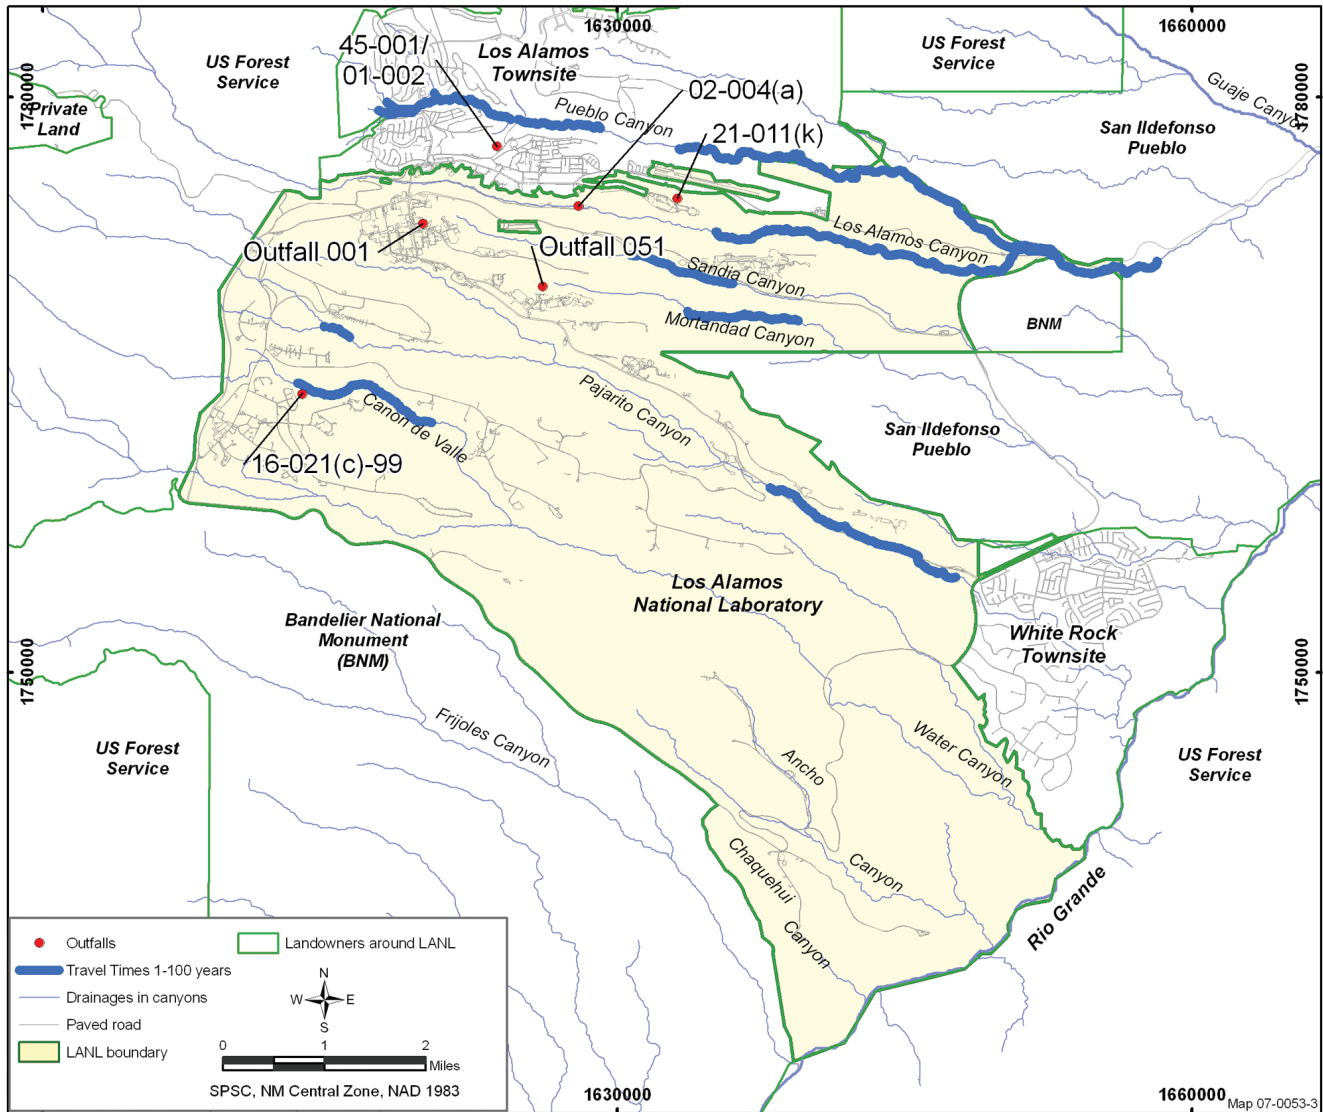 1630000
1660000
45-001/
01-002
Los Alamos
Townsite
US Forest
Service
US Forest
Service
Guaje Canyon
1780000
1780000
Private
Land
02-004(a)
Pueblo Canyon
21-011(k)
San Ildefonso
Pueblo
Los Alamos Canyon
Outfall 001
Outfall 051
Sandia Canyon
Mortandad Canyon
BNM
Pajarito Canyon
Canon de Valle
San Ildefonso
Pueblo
16-021(c)-99
Los Alamos
National Laboratory
Bandelier National
Monument
(BNM)
White Rock
Townsite
1750000
1750000
Frijoles Canyon
Water Canyon
US Forest
Service
US Forest
Service
Ancho
Canyon
Chaquehui
Canyon
Rio Grande
Outfalls
Landowners around LANL
Travel Times 1-100 years
Drainages in canyons
Paved road
LANL boundary
N
W E
S
0 1 2
Miles
SPSC, NM Central Zone, NAD 1983
1630000
1660000
Map 07-0053-3